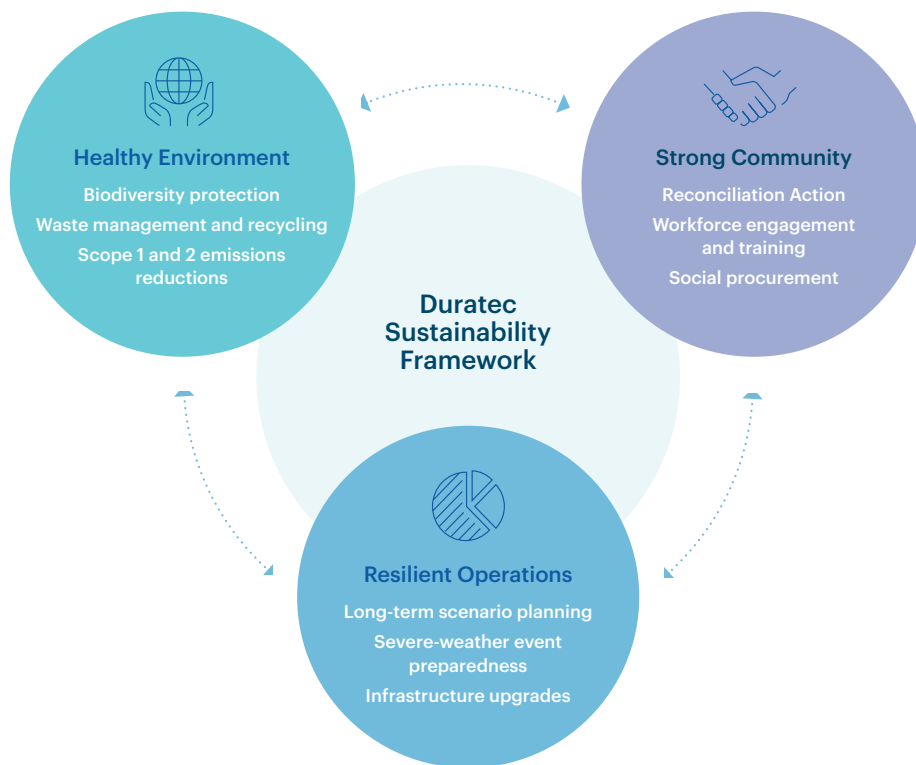 Healthy Environment
Biodiversity protection
Waste management and recycling
Scope 1 and 2 emissions
reductions
Strong Community
Reconciliation Action
Workforce engagement
and training
Social procurement
Duratec
Sustainability
Framework
Resilient Operations
Long-term scenario planning
Severe-weather event
preparedness
Infrastructure upgrades